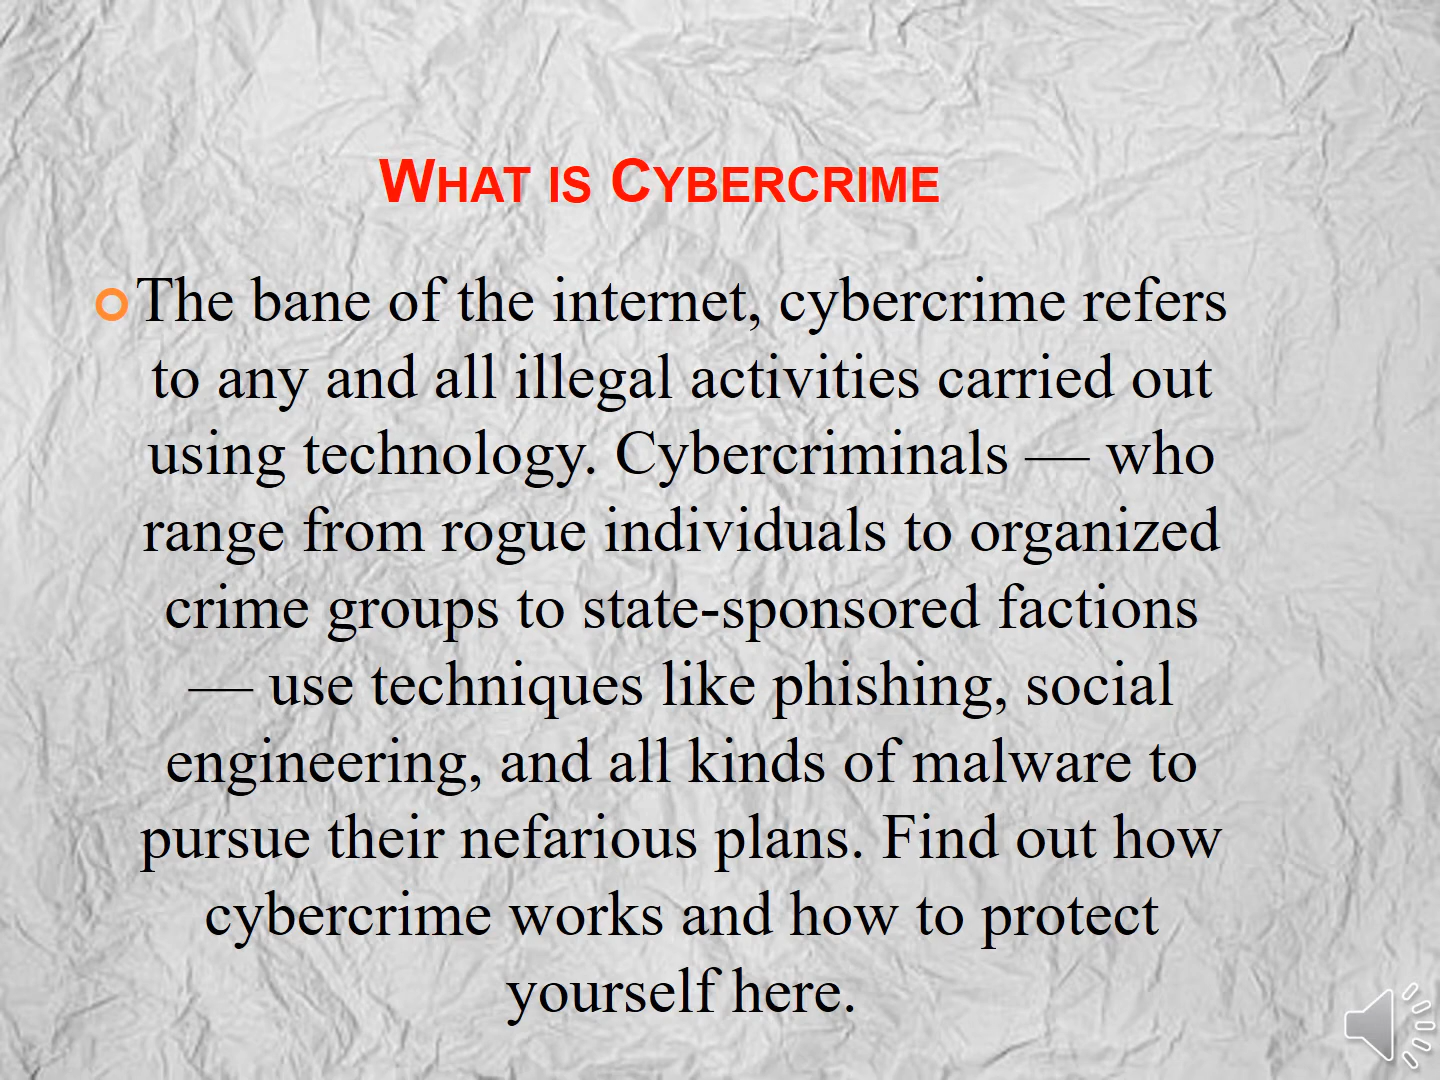 What is Cybercrime
The bane of the internet, cybercrime refers
to any and all illegal activities carried out
using technology. Cybercriminals — who
range from rogue individuals to organized
crime groups to state-sponsored factions
— use techniques like phishing, social
engineering, and all kinds of malware to
pursue their nefarious plans. Find out how
cybercrime works and how to protect
yourself here.